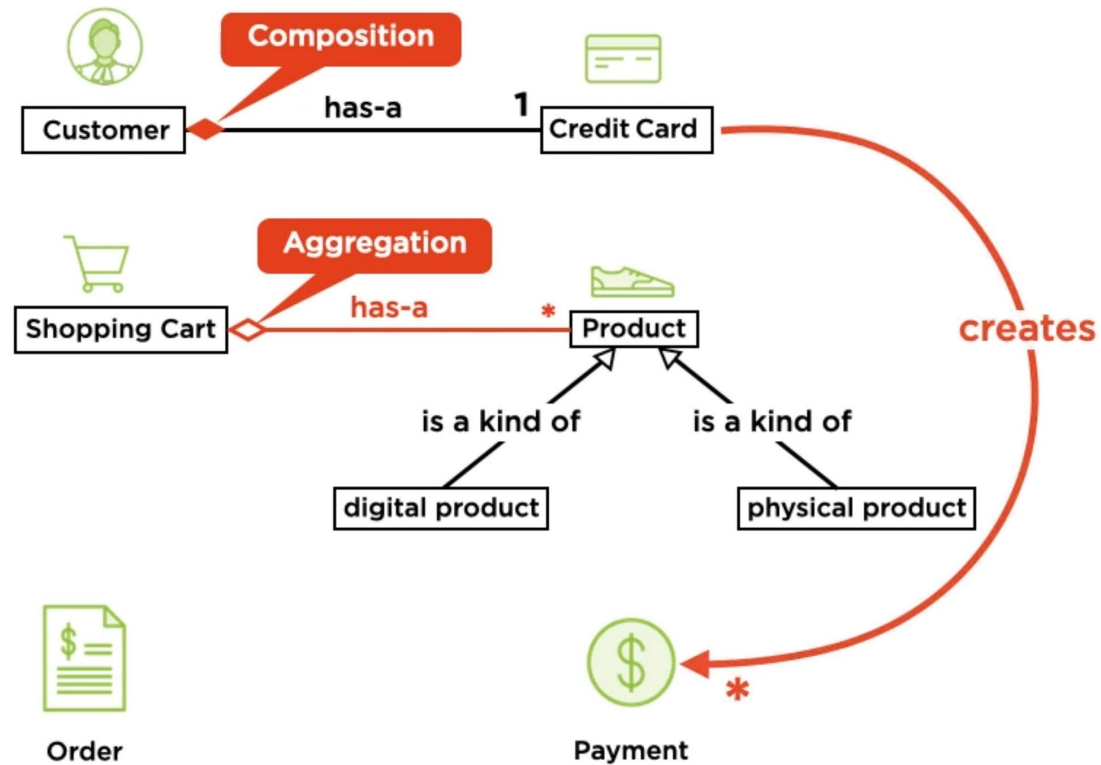 Composition
has-a
1
Customer
Credit Card
Aggregation
has-a
*
Shopping Cart
Product
creates
is a kind of
is a kind of
digital product
physical product
$
$
*
Order
Payment